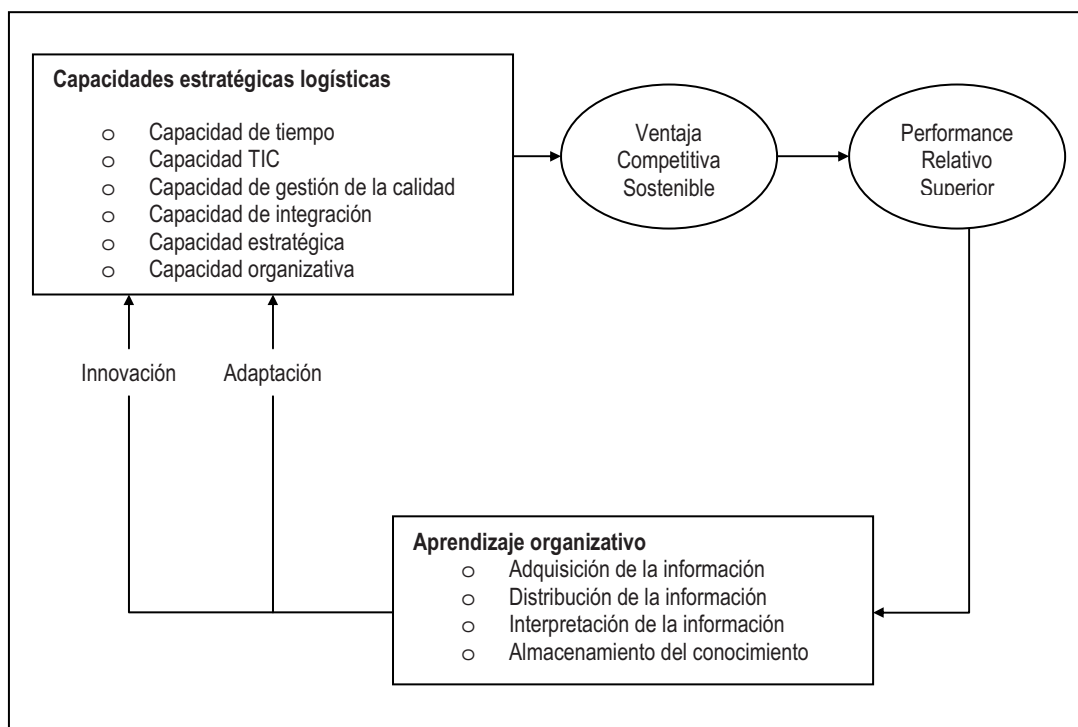 Capacidades estratégicas logísticas
o Capacidad de tiempo
o Capacidad TIC
o Capacidad de gestión de la calidad
o Capacidad de integración
o Capacidad estratégica
o Capacidad organizativa
Ventaja
Competitiva
Sostenible
Performance
Relativo
Superior
Innovación
Adaptación
Aprendizaje organizativo
o Adquisición de la información
o Distribución de la información
o Interpretación de la información
o Almacenamiento del conocimiento